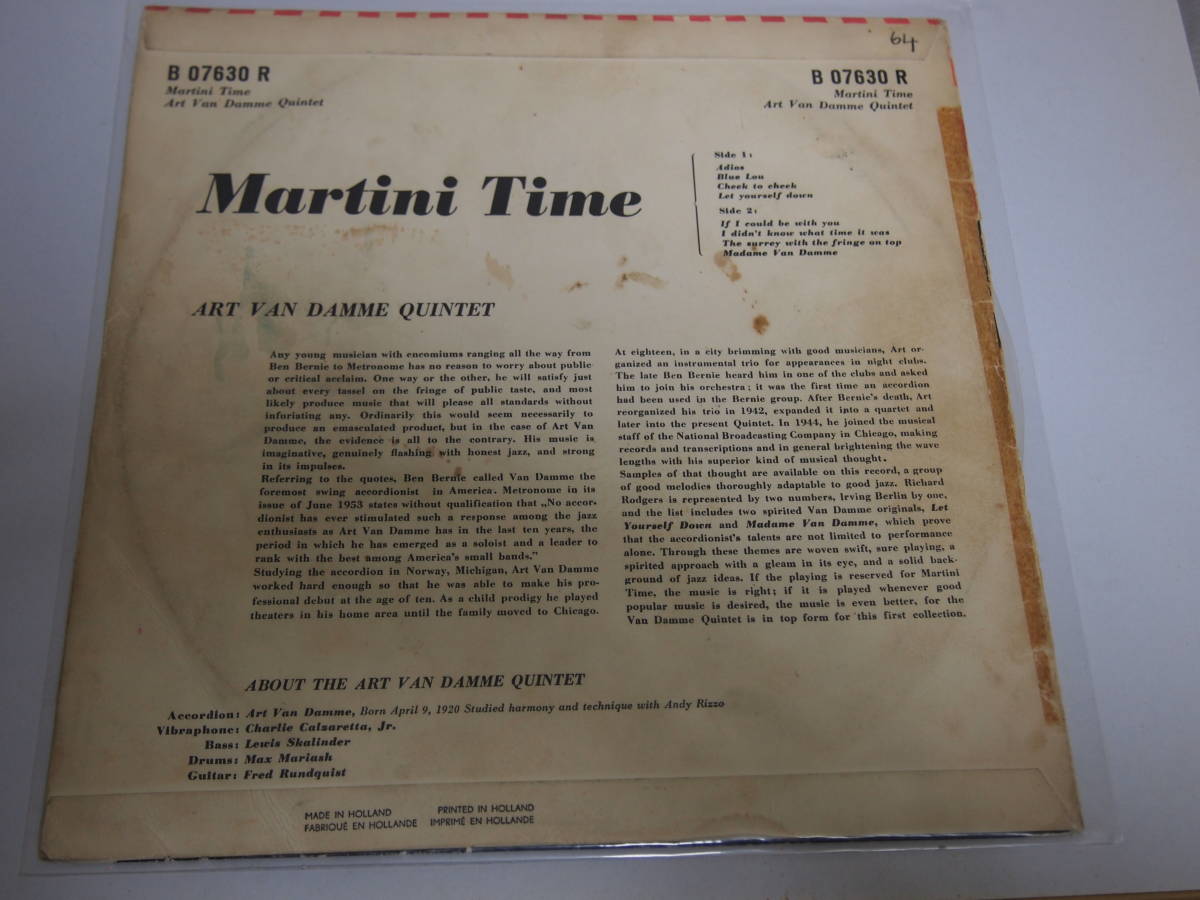 64
B 07630 R
Martini Time
Art Van Damme Quintet
B 07630 R
Martini Time
Art Van Damme Quintet
Martini Time
Side 1:
Adios
Blue Lou
Cheek to cheek
Let yourself down
Side 2:
If I could be with you
I didn't know what time it was
The surrey with the fringe on top
Madame Van Damme
ART VAN DAMME QUINTET
Any young musician with encomiums ranging all the way from
Ben Bernie to Metronome has no reason to worry about public
or critical acclaim. One way or the other, he will satisfy just
about every tassel on the fringe of public taste, and most
likely produce music that will please all standards without
inforiating any. Ordinarily this would seem necessarily to
produce an emasculated product, but in the case of Art Van
Damme, the evidence is all to the contrary. His music is
imaginative, genuinely flashing with honest jazz, and strong
in its impulses.
Referring to the quotes, Ben Bernie called Van Damme the
foremost swing accordionist in America. Metronome in its
issue of June 1953 states without qualification that „No accor-
dionist has ever stimulated such a response among the jazz
enthusiasts as Art Van Damme has in the last ten years, the
period in which he has emerged as a soloist and a leader to
rank with the best among America's small bands."
Studying the accordion in Norway, Michigan, Art Van Damme
worked hard enough so that he was able to make his pro-
fessional debut at the age of ten. As a child prodigy he played
theaters in his home area until the family moved to Chicago.
At eighteen, in a city brimming with good musicians, Art or-
ganized an instrumental trio for appearances in night clubs.
The late Ben Bernie heard him in one of the clubs and asked
him to join his orchestra; it was the first time an accordion
had been used in the Bernie group. After Bernie's death, Art
reorganized his trio in 1942, expanded it into a quartet and
later into the present Quintet. In 1944, he joined the musical
staff of the National Broadcasting Company in Chicago, making
records and transcriptions and in general brightening the wave
lengths with his superior kind of musical thought.
Samples of that thought are available on this record, a group
of good melodies thoroughly adaptable to good jazz. Richard
Rodgers is represented by two numbers, Irving Berlin by one,
and the list includes two spirited Van Damme originals, Let
Yourself Down and Madame Van Damme, which prove
that the accordionist's talents are not limited to performance
alone. Through these themes are woven swift, sure playing, a
spirited approach with a gleam in its eye, and a solid back-
ground of jazz ideas. If the playing is reserved for Martini
Time, the music is right; if it is played whenever good
popular music is desired, the music is even better, for the
Van Damme Quintet is in top form for this first collection.
ABOUT THE ART VAN DAMME QUINTET
Accordion: Art Van Damme, Born April 9, 1920 Studied harmony and technique with Andy Rizzo
Vibraphone: Charlie Calzaretta, Jr.
Bass: Lewis Skalinder
Drums: Max Mariash
Guitar: Fred Rundquist
MADE IN HOLLAND PRINTED IN HOLLAND
FABRIQUÉ EN HOLLANDE IMPRIMÉ EN HOLLANDE